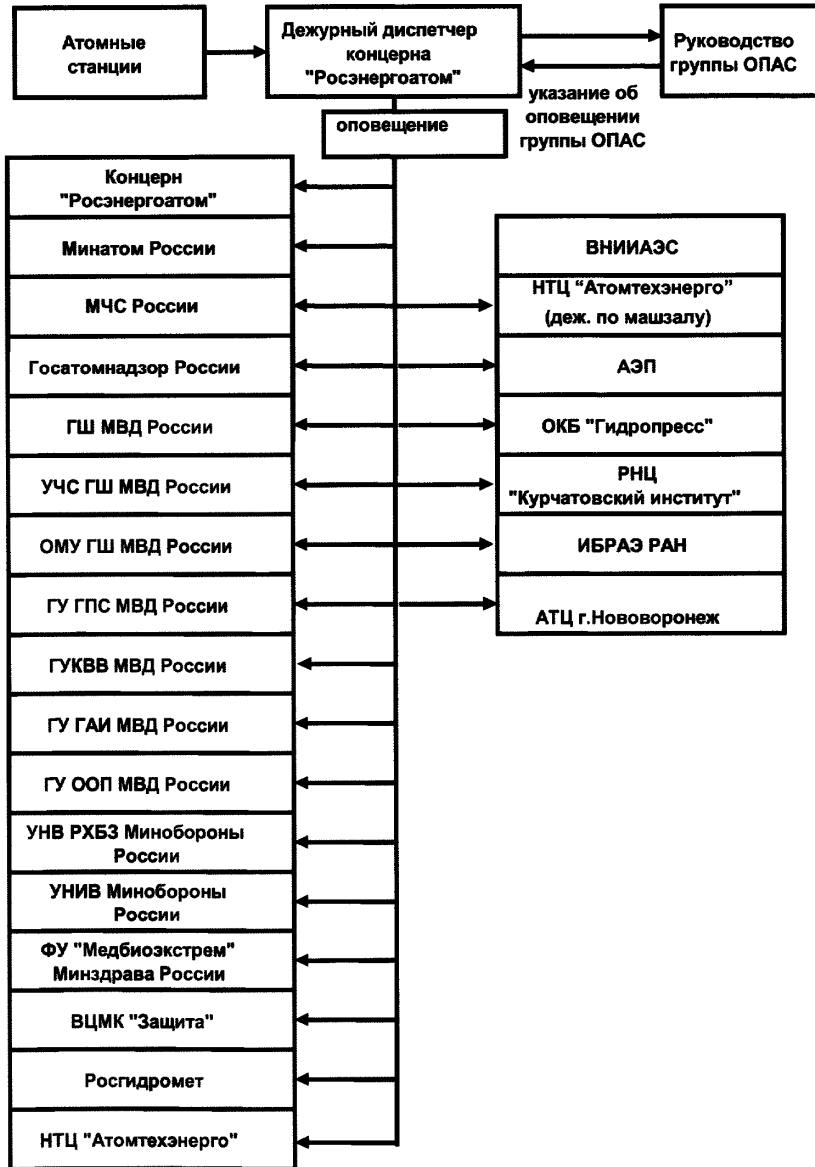 Атомные
станции
Дежурный диспетчер
концерна
"Росэнергоатом"
Руководство
группы ОПАС
указание об
оповещении
группы ОПАС
оповещение
Концерн
"Росэнергоатом"
Минатом России
МЧС России
Госатомнадзор России
ГШ МВД России
УЧС ГШ МВД России
ОМУ ГШ МВД России
ГУ ГПС МВД России
ГУКВВ МВД России
ГУ ГАИ МВД России
ГУ ООП МВД России
УНВ РХБЗ Минобороны
России
УНИВ Минобороны
России
ФУ "Медбиоэкстрем"
Минздрава России
ВЦМК "Защита"
Росгидромет
НТЦ "Атомтехэнерго"
ВНИИАЭС
НТЦ “Атомтехэнерго”
(деж. по машзалу)
АЭП
ОКБ "Гидропресс"
РНЦ
"Курчатовский институт"
ИБРАЭ РАН
АТЦ г.Нововоронеж